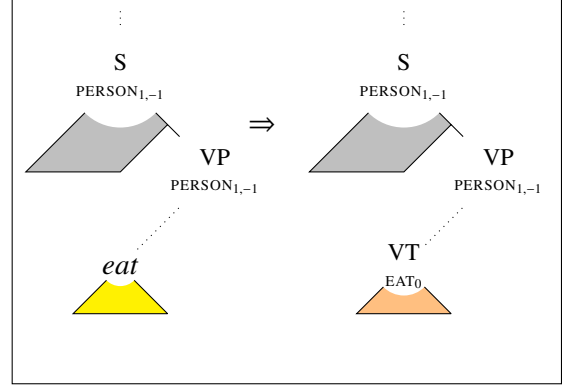 S S
PERSON₁,₋₁ PERSON₁,₋₁
⇒
VP VP
PERSON₁,₋₁ PERSON₁,₋₁
eat VT
EAT₀